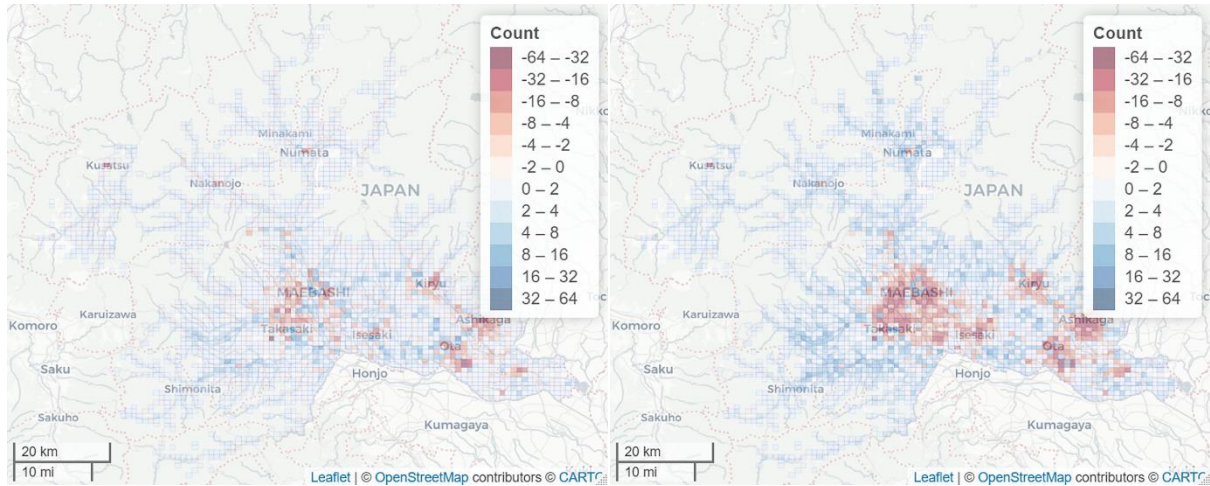 Count
-64 – -32
-32 – -16
-16 – -8
-8 – -4
-4 – -2
-2 – 0
0 – 2
2 – 4
4 – 8
8 – 16
16 – 32
32 – 64
Minakami
Numata
Kusatsu
Nakanojo
JAPAN
MAEBASHI
Kiryu
Komoro
Karuizawa
Takasaki
Isesaki
Ashikaga
Ota
Saku
Honjo
Shimonita
Sakuho
Kumagaya
20 km
10 mi
Leaflet | © OpenStreetMap contributors © CARTO
Count
-64 – -32
-32 – -16
-16 – -8
-8 – -4
-4 – -2
-2 – 0
0 – 2
2 – 4
4 – 8
8 – 16
16 – 32
32 – 64
Minakami
Numata
Kusatsu
Nakanojo
JAPAN
MAEBASHI
Kiryu
Komoro
Karuizawa
Takasaki
Isesaki
Ashikaga
Ota
Saku
Honjo
Shimonita
Sakuho
Kumagaya
20 km
10 mi
Leaflet | © OpenStreetMap contributors © CARTO